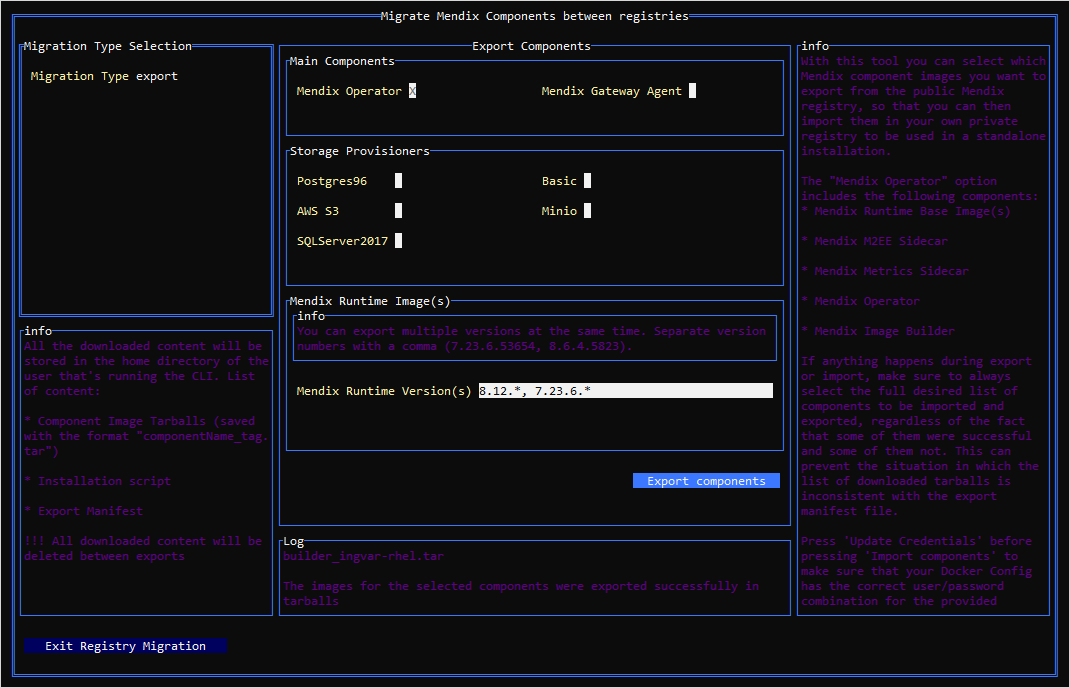 Migrate Mendix Components between registries
Migration Type Selection
Migration Type export
info
All the downloaded content will be
stored in the home directory of the
user that's running the CLI. List
of content:
* Component Image Tarballs (saved
with the format "componentName_tag.
tar")
* Installation script
* Export Manifest
!!! All downloaded content will be
deleted between exports
Exit Registry Migration
Export Components
Main Components
Mendix Operator X Mendix Gateway Agent
Storage Provisioners
Postgres96 Basic
AWS S3 Minio
SQLServer2017
Mendix Runtime Image(s)
info
You can export multiple versions at the same time. Separate version
numbers with a comma (7.23.6.53654, 8.6.4.5823).
Mendix Runtime Version(s) 8.12.*, 7.23.6.*
Export components
Log
builder_ingvar-rhel.tar
The images for the selected components were exported successfully in
tarballs
info
With this tool you can select which
Mendix component images you want to
export from the public Mendix
registry, so that you can then
import them in your own private
registry to be used in a standalone
installation.
The "Mendix Operator" option
includes the following components:
* Mendix Runtime Base Image(s)
* Mendix M2EE Sidecar
* Mendix Metrics Sidecar
* Mendix Operator
* Mendix Image Builder
If anything happens during export
or import, make sure to always
select the full desired list of
components to be imported and
exported, regardless of the fact
that some of them were successful
and some of them not. This can
prevent the situation in which the
list of downloaded tarballs is
inconsistent with the export
manifest file.
Press 'Update Credentials' before
pressing 'Import components' to
make sure that your Docker Config
has the correct user/password
combination for the provided